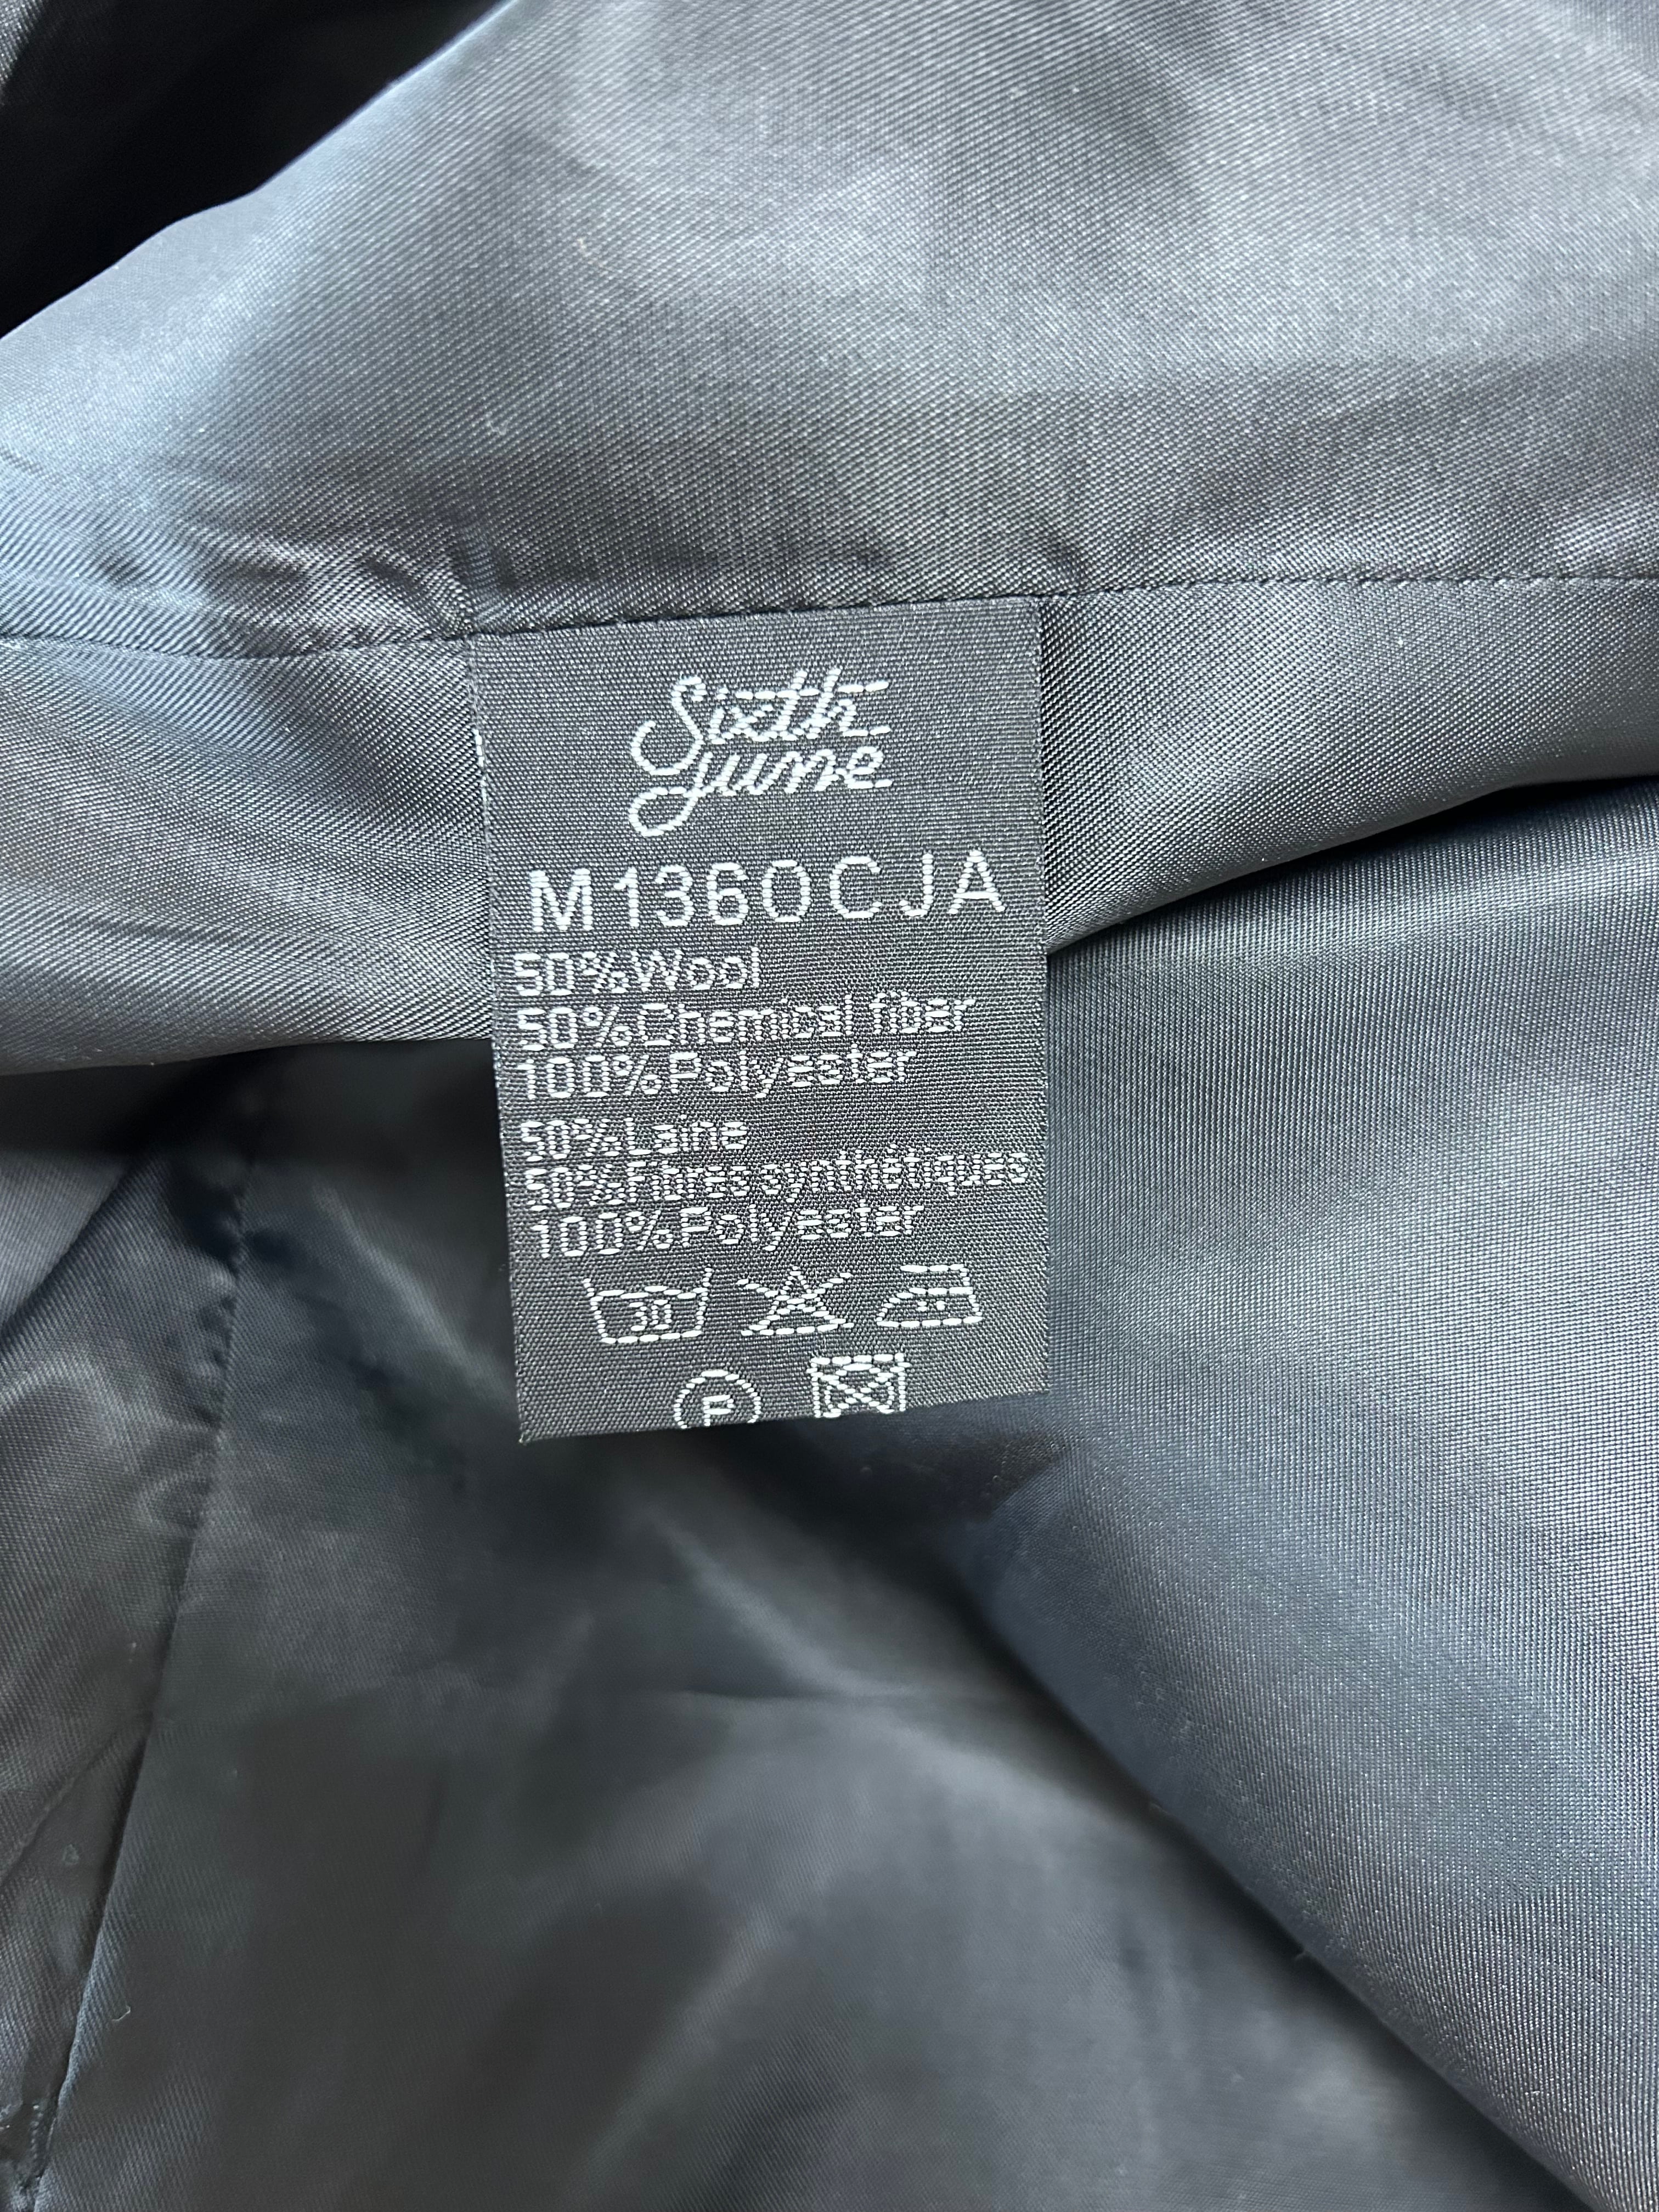 Sixth
June
M1360CJA
50%Wool
50%Chemical fiber
100%Polyester
50%Laine
50%Fibres synthétiques
100%Polyester
30
P